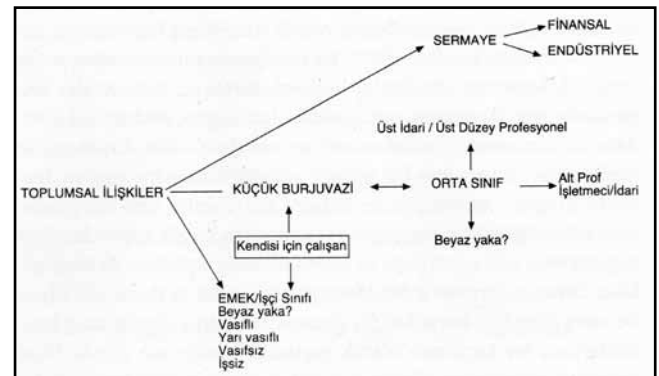 FİNANSAL
SERMAYE
ENDÜSTRİYEL
Üst İdari / Üst Düzey Profesyonel
TOPLUMSAL İLİŞKİLER
KÜÇÜK BURJUVAZİ
ORTA SINIF
Alt Prof
İşletmeci/İdari
Kendisi için çalışan
Beyaz yaka?
EMEK/İşçi Sınıfı
Beyaz yaka?
Vasıflı
Yarı vasıflı
Vasıfsız
İşsiz